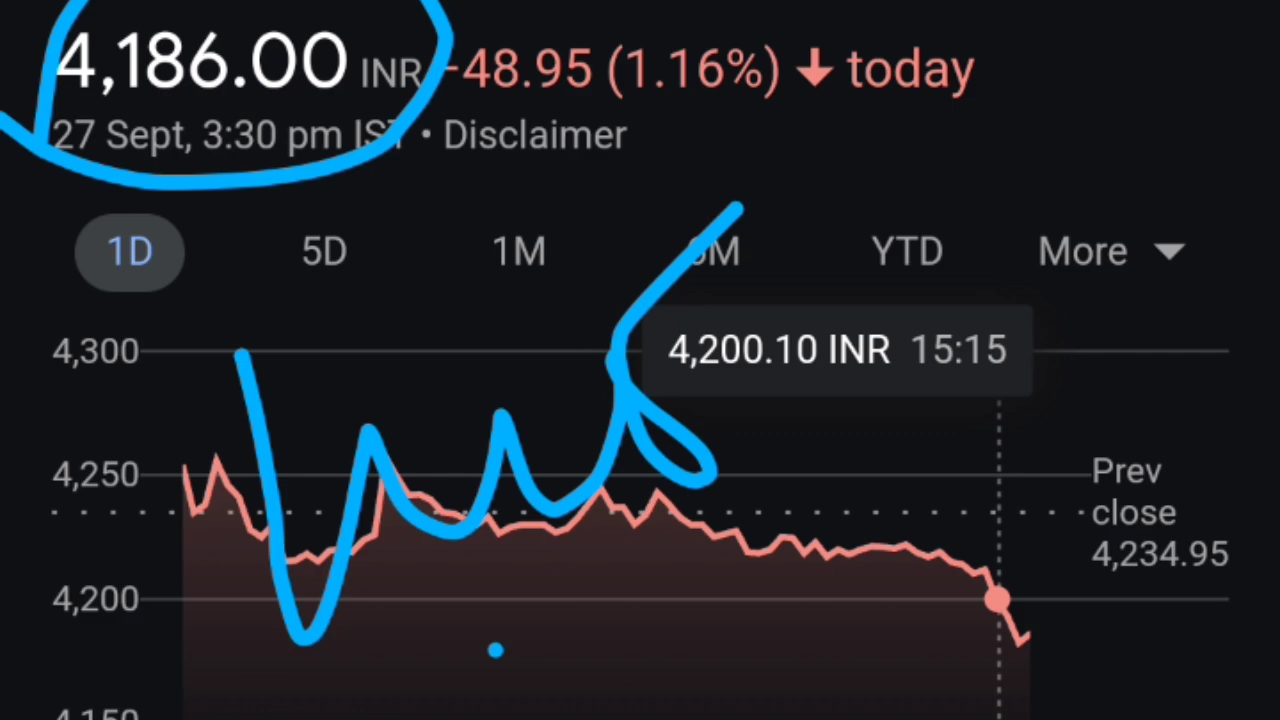 4,186.00 INR -48.95 (1.16%) ↓ today
27 Sept, 3:30 pm IST • Disclaimer
1D 5D 1M 6M YTD More
4,300
4,200.10 INR 15:15
4,250
Prev
close
4,234.95
4,200
4,150